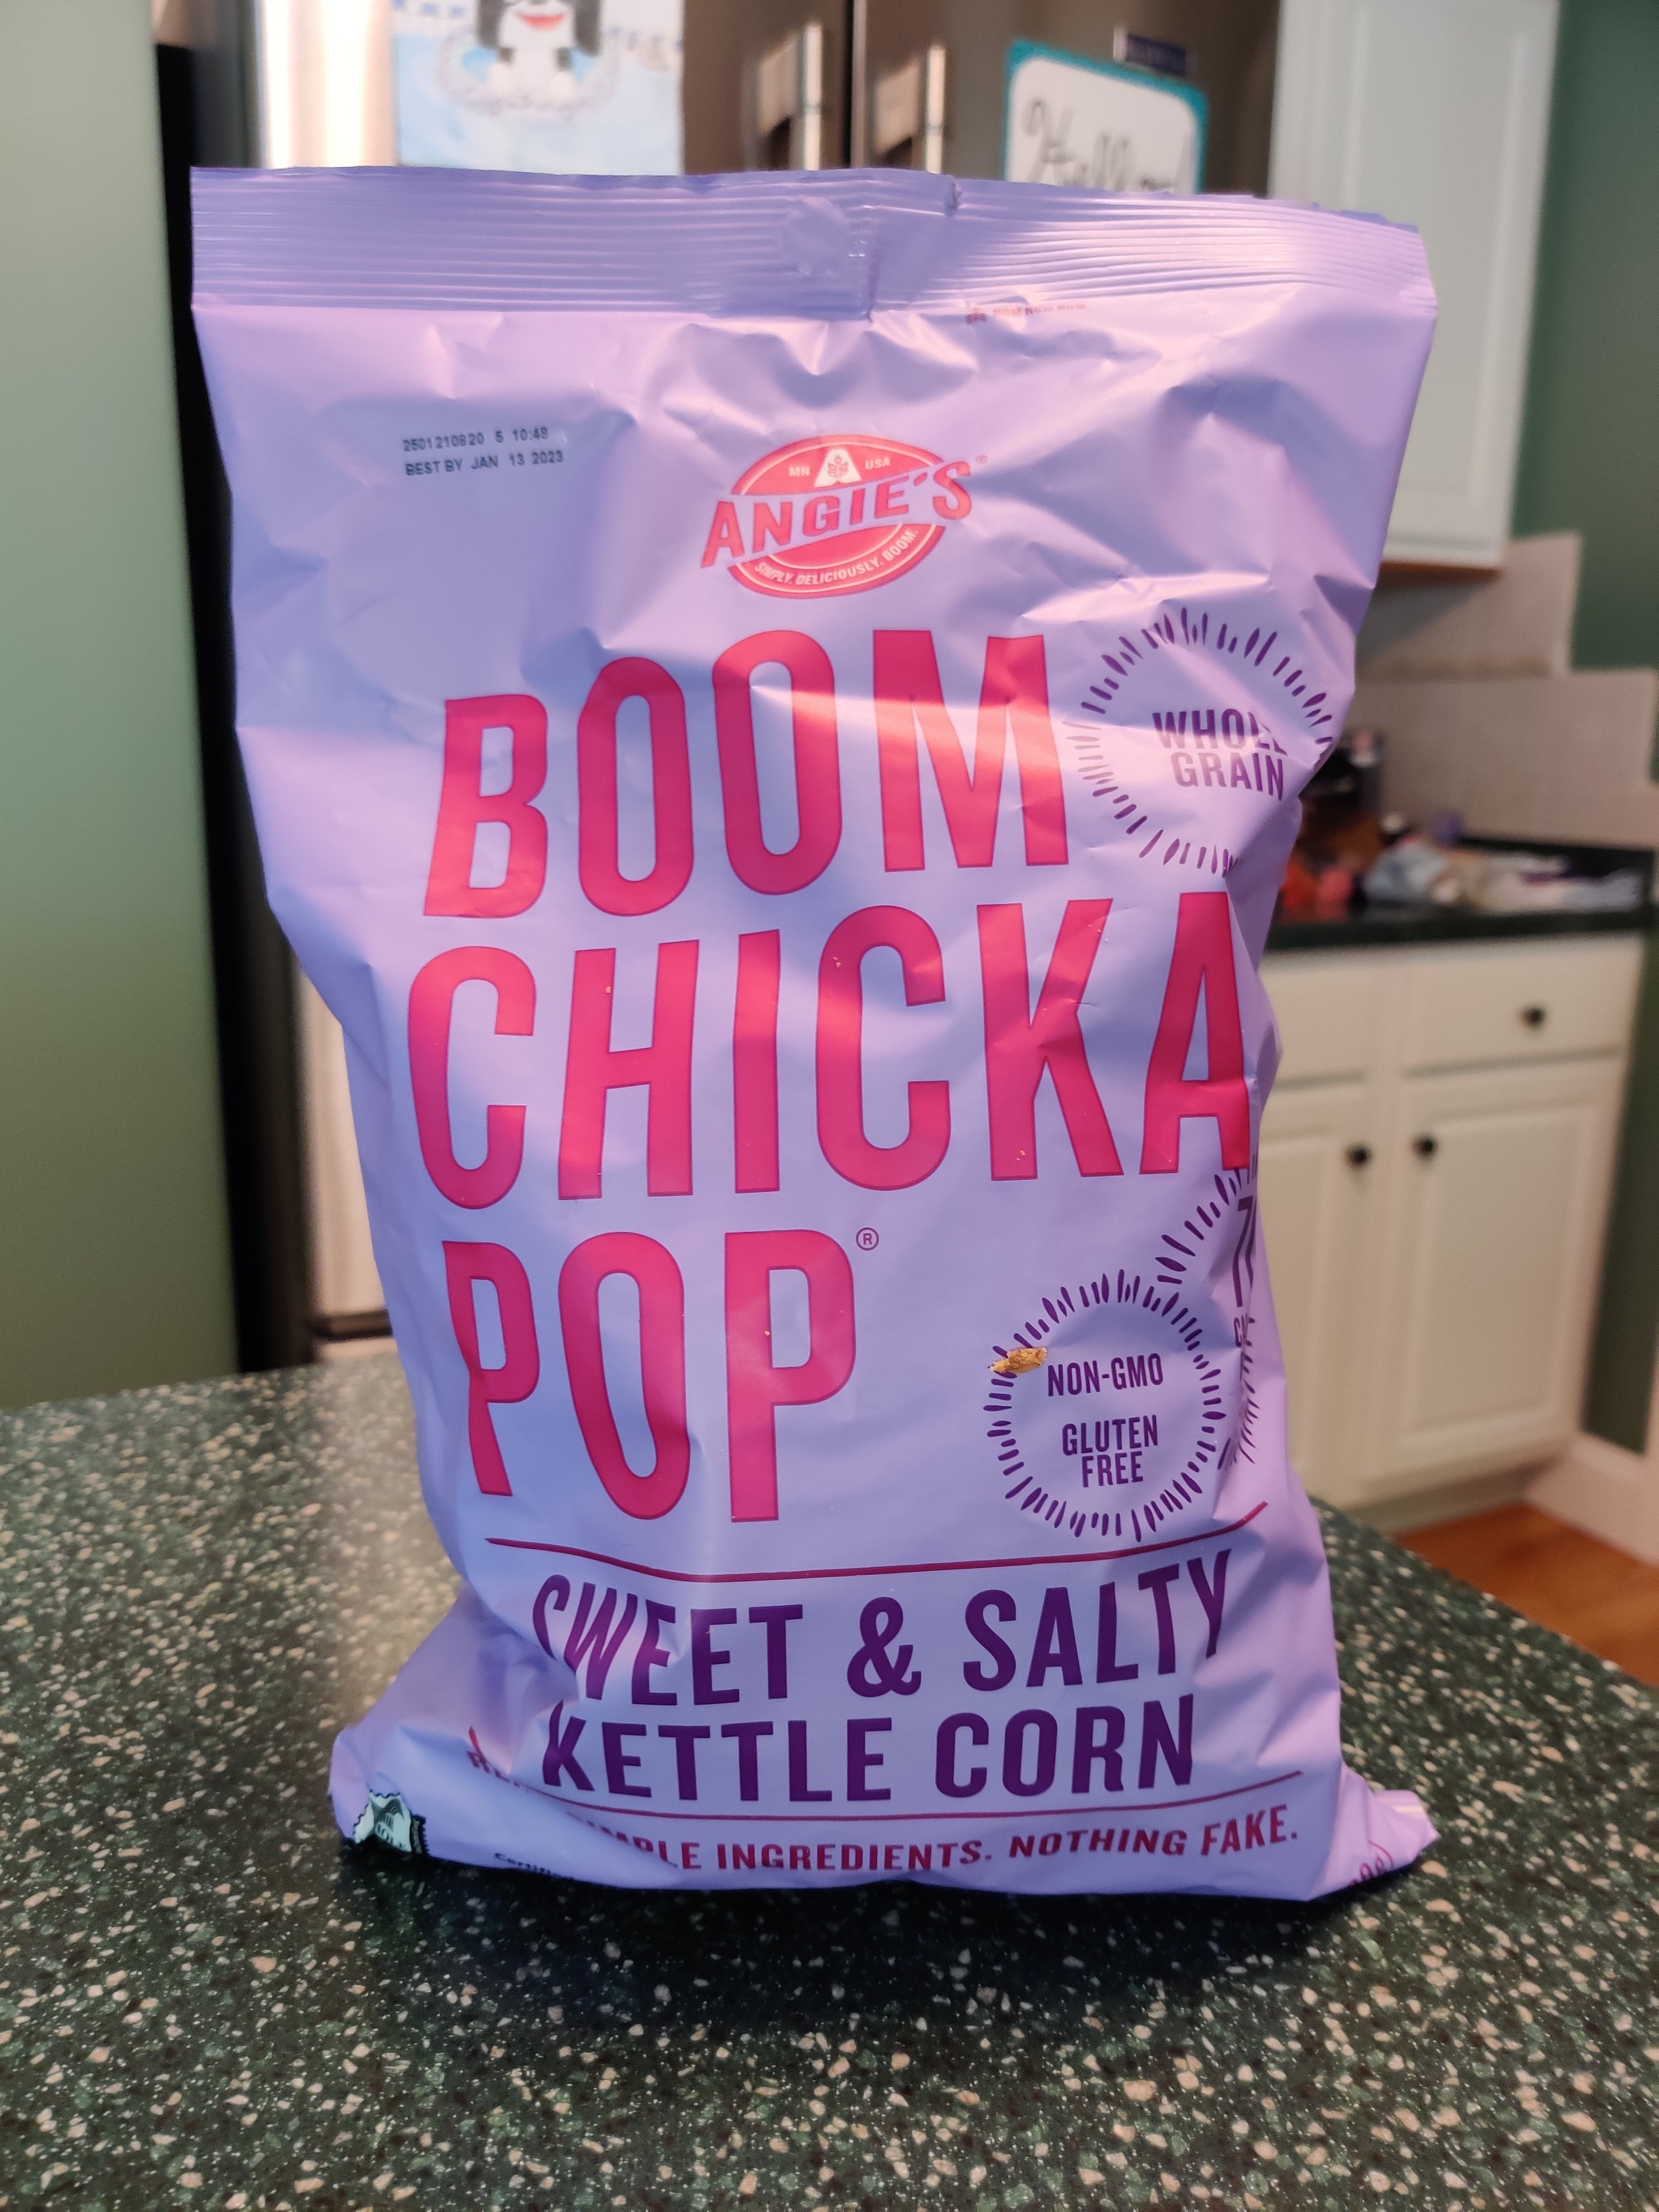 2501210820 5 10:48
BEST BY JAN 13 2023
MN USA
ANGIE'S®
SIMPLY. DELICIOUSLY. BOOM.
BOOM
CHICKA
POP®
WHOLE
GRAIN
NON-GMO
GLUTEN
FREE
SWEET & SALTY
KETTLE CORN
INGREDIENTS. NOTHING FAKE.